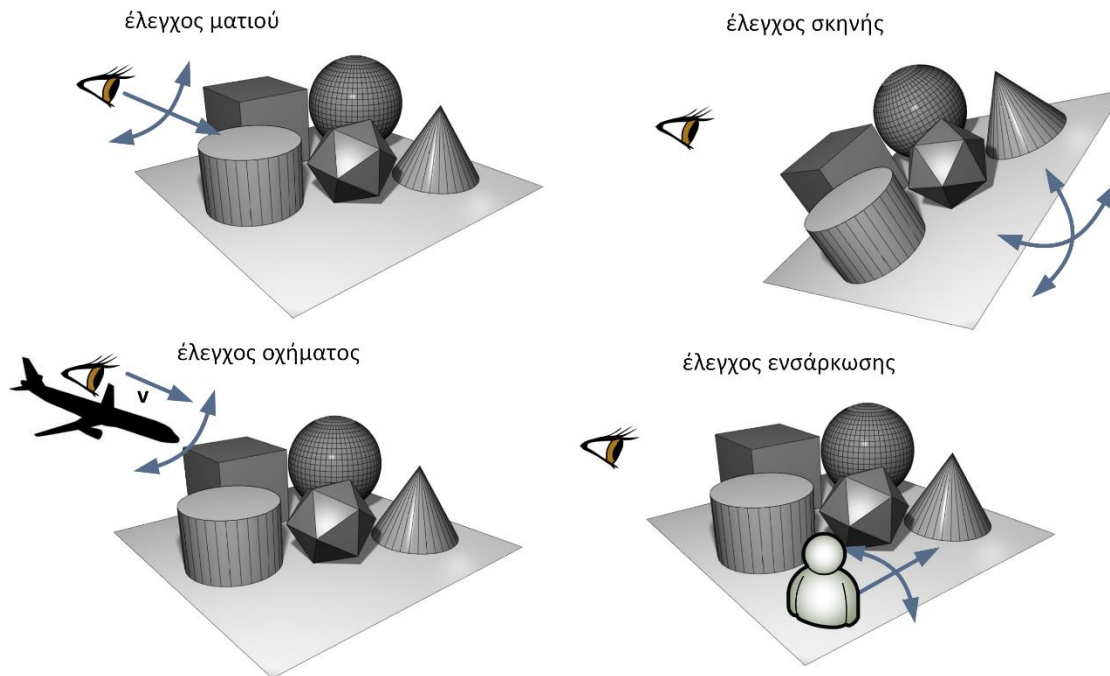 έλεγχος ματιού
έλεγχος σκηνής
έλεγχος οχήματος
v
έλεγχος ενσάρκωσης